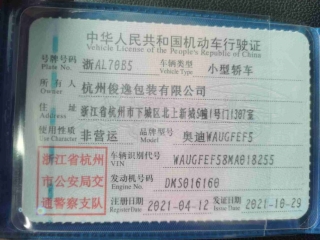 中华人民共和国机动车行驶证
Vehicle License of the People's Republic of China
号牌号码 浙AL70B5 车辆类型 小型轿车
Plate No. Vehicle Type
所有人 杭州俊逸包装有限公司
Owner
住址 浙江省杭州市下城区北上新埴5幢1号门1307室
Address
使用性质 非营运 品牌型号 奥迪WAUGFEF5
Use Character Model
浙江省杭州
市公安局交
通警察支队
车辆识别代号 WAUGFEF58MA018255
VIN
发动机号码 DMS016160
Engine No.
注册日期 2021-04-12 发证日期 2021-10-29
Register Date Issue Date